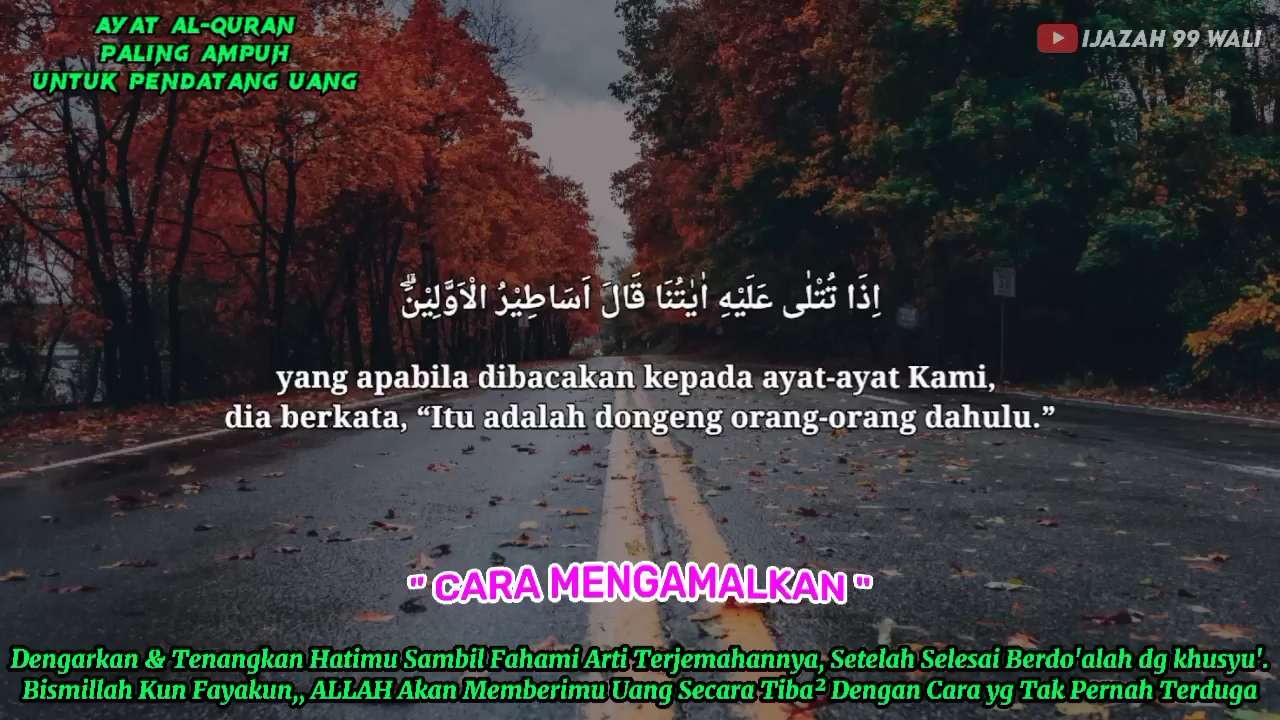 AYAT AL-QURAN
PALING AMPUH
UNTUK PENDATANG UANG
IJAZAH 99 WALI
اِذَا تُتْلٰى عَلَيْهِ اٰيٰتُنَا قَالَ اَسَاطِيْرُ الْاَوَّلِيْنَۗ
yang apabila dibacakan kepada ayat-ayat Kami,
dia berkata, “Itu adalah dongeng orang-orang dahulu.”
" CARA MENGAMALKAN "
Dengarkan & Tenangkan Hatimu Sambil Fahami Arti Terjemahannya, Setelah Selesai Berdo'alah dg khusyu'.
Bismillah Kun Fayakun,, ALLAH Akan Memberimu Uang Secara Tiba² Dengan Cara yg Tak Pernah Terduga